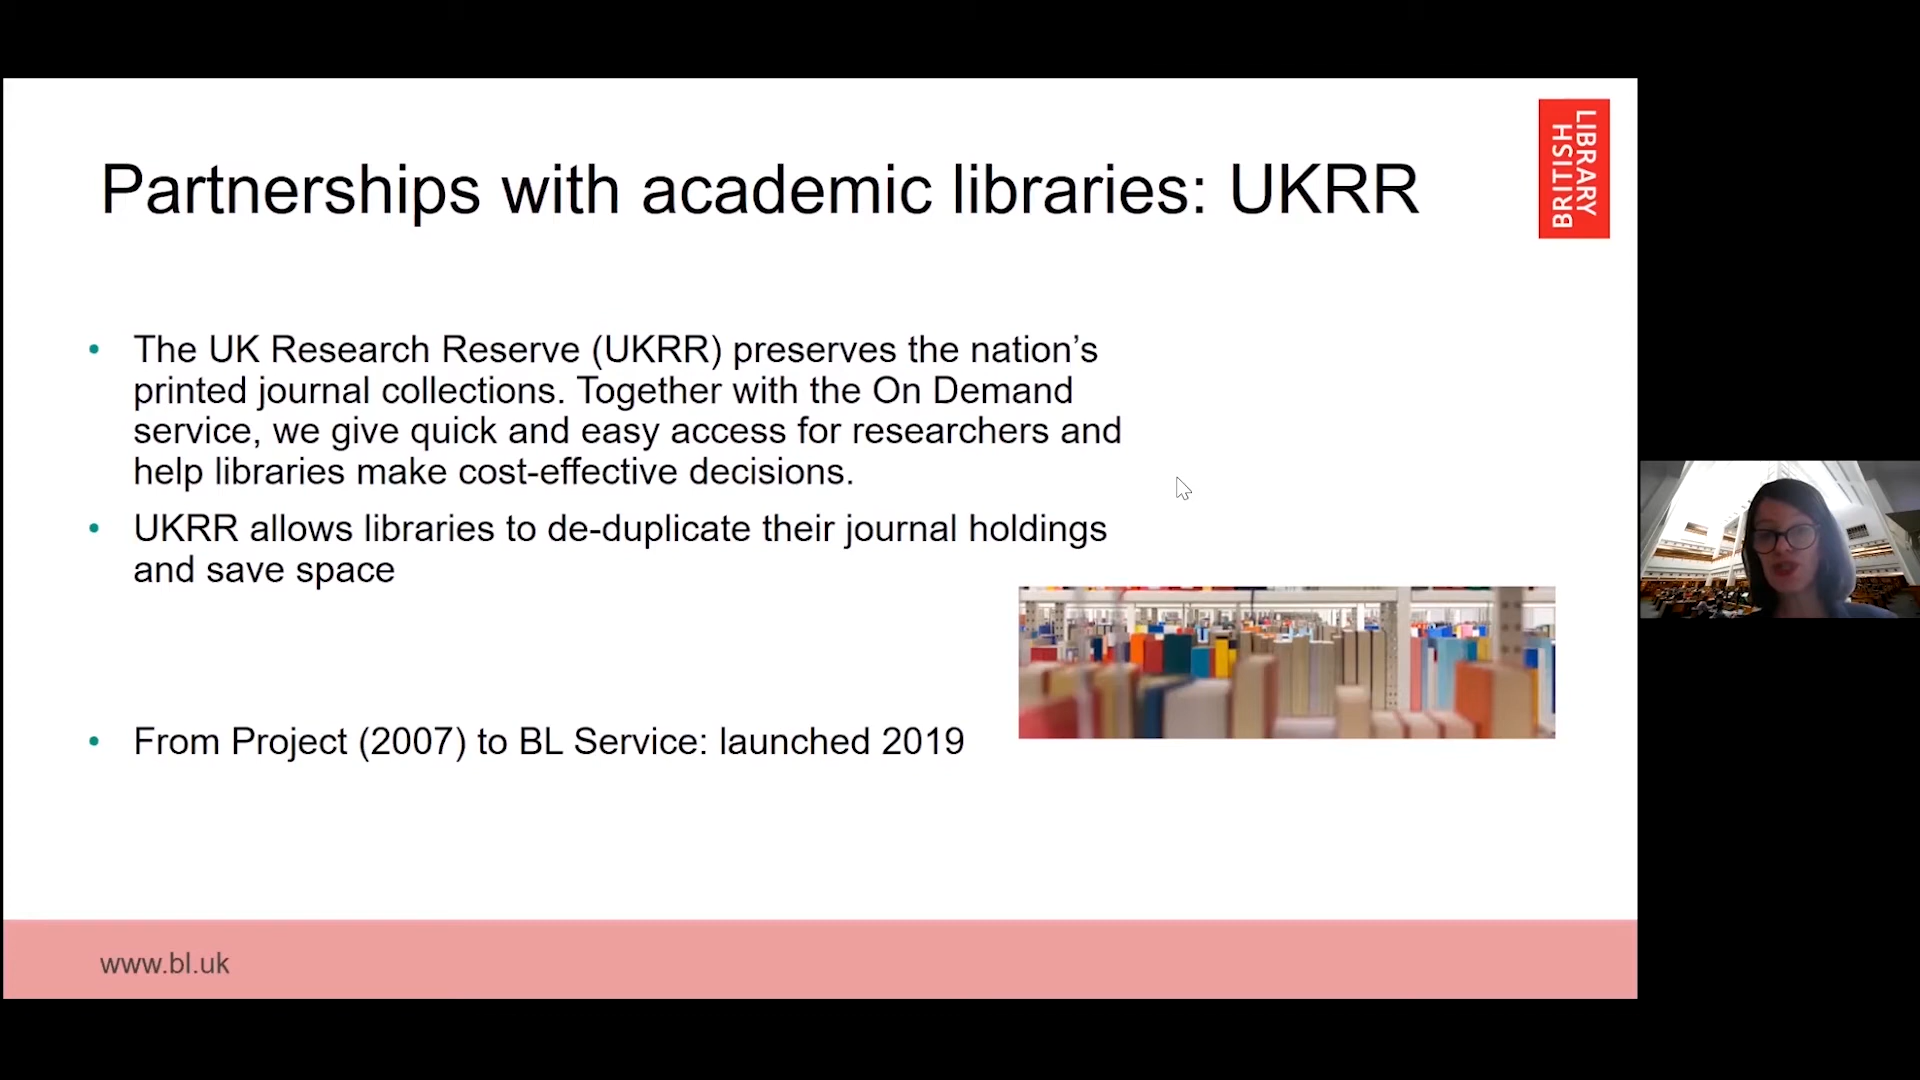 LIBRARY
BRITISH
Partnerships with academic libraries: UKRR
• The UK Research Reserve (UKRR) preserves the nation’s
printed journal collections. Together with the On Demand
service, we give quick and easy access for researchers and
help libraries make cost-effective decisions.
• UKRR allows libraries to de-duplicate their journal holdings
and save space
• From Project (2007) to BL Service: launched 2019
www.bl.uk